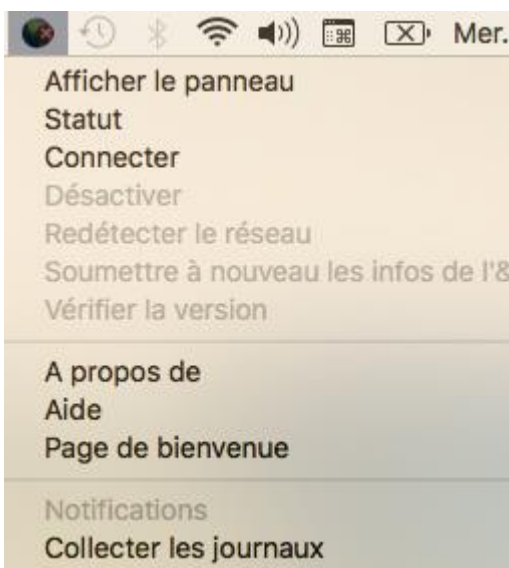 Mer.
Afficher le panneau
Statut
Connecter
Désactiver
Redétecter le réseau
Soumettre à nouveau les infos de l'&
Vérifier la version
A propos de
Aide
Page de bienvenue
Notifications
Collecter les journaux